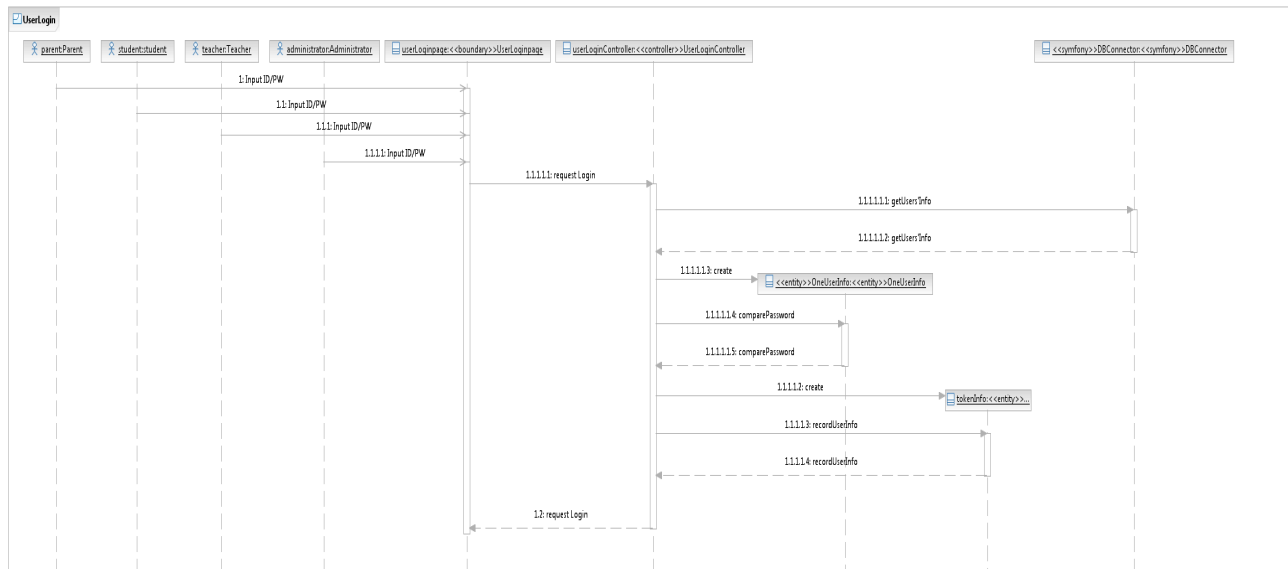 UserLogin
parent:Parent
student:student
teacher:Teacher
administrator:Administrator
userLoginpage:<<boundary>>UserLoginpage
userLoginController:<<controller>>UserLoginController
<<symfony>>DBConnector:<<symfony>>DBConnector
1: Input ID/PW
1.1: Input ID/PW
1.1.1: Input ID/PW
1.1.1.1: Input ID/PW
1.1.1.1.1: request Login
1.1.1.1.1.1: getUsers'Info
1.1.1.1.1.2: getUsers'Info
1.1.1.1.1.3: create
<<entity>>OneUserInfo:<<entity>>OneUserInfo
1.1.1.1.1.4: comparePassword
1.1.1.1.1.5: comparePassword
1.1.1.1.2: create
tokenInfo:<<entity>>...
1.1.1.1.3: recordUserInfo
1.1.1.1.4: recordUserInfo
1.2: request Login